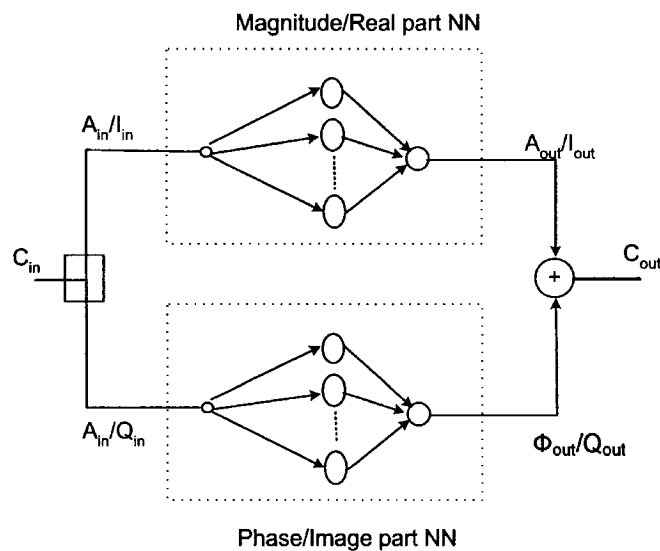 Magnitude/Real part NN
A_in/I_in
A_out/I_out
C_in
+
C_out
A_in/Q_in
Φ_out/Q_out
Phase/Image part NN